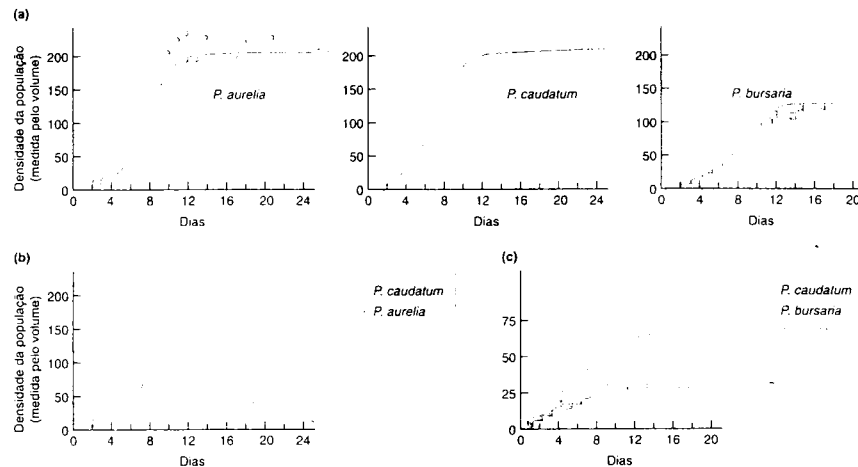 (a)
Densidade da população
(medida pelo volume)
200
150
100
50
0
P. aurelia
0 4 8 12 16 20 24
Dias
200
150
100
50
0
P. caudatum
0 4 8 12 16 20 24
Dias
200
150
100
50
0
P. bursaria
0 4 8 12 16 20
Dias
(b)
Densidade da população
(medida pelo volume)
200
150
100
50
0
P. caudatum
P. aurelia
0 4 8 12 16 20 24
Dias
(c)
75
50
25
0
P. caudatum
P. bursaria
0 4 8 12 16 20
Dias